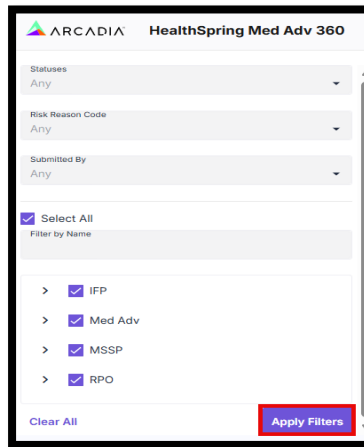 ARCADIA HealthSpring Med Adv 360
Statuses
Any
Risk Reason Code
Any
Submitted By
Any
Select All
Filter by Name
IFP
Med Adv
MSSP
RPO
Clear All Apply Filters